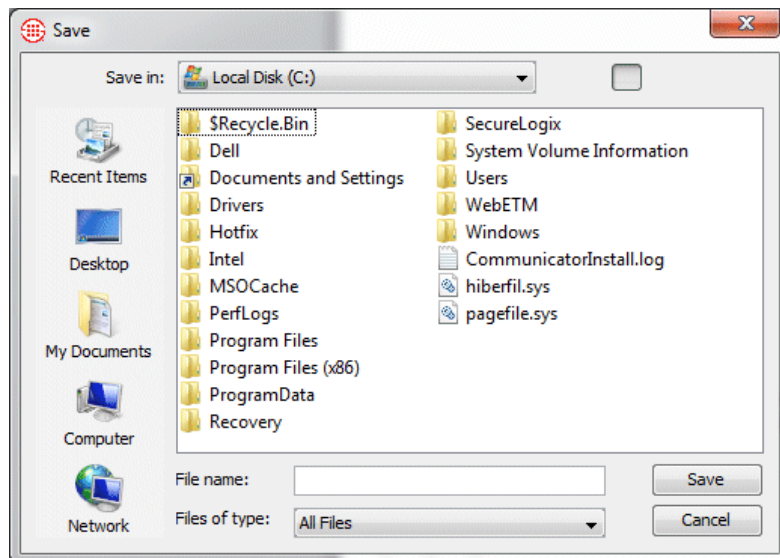 Save
Save in: Local Disk (C:)
Recent Items
Desktop
My Documents
Computer
Network
$Recycle.Bin
Dell
Documents and Settings
Drivers
Hotfix
Intel
MSOCache
PerfLogs
Program Files
Program Files (x86)
ProgramData
Recovery
SecureLogix
System Volume Information
Users
WebETM
Windows
CommunicatorInstall.log
hiberfil.sys
pagefile.sys
File name:
Save
Files of type: All Files
Cancel